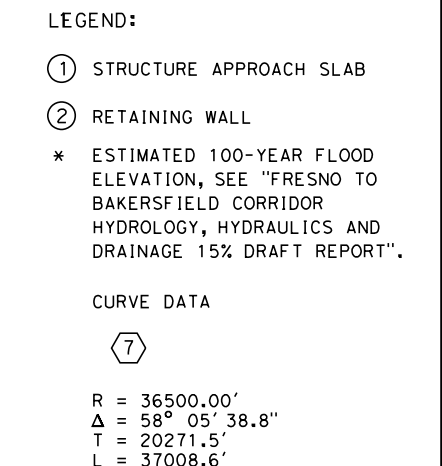 LEGEND:
1 STRUCTURE APPROACH SLAB
2 RETAINING WALL
* ESTIMATED 100-YEAR FLOOD
ELEVATION, SEE "FRESNO TO
BAKERSFIELD CORRIDOR
HYDROLOGY, HYDRAULICS AND
DRAINAGE 15% DRAFT REPORT".
CURVE DATA
7
R = 36500.00'
Δ = 58° 05' 38.8"
T = 20271.5'
L = 37008.6'